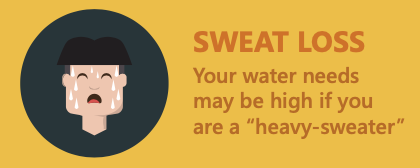 SWEAT LOSS
Your water needs
may be high if you
are a “heavy-sweater”